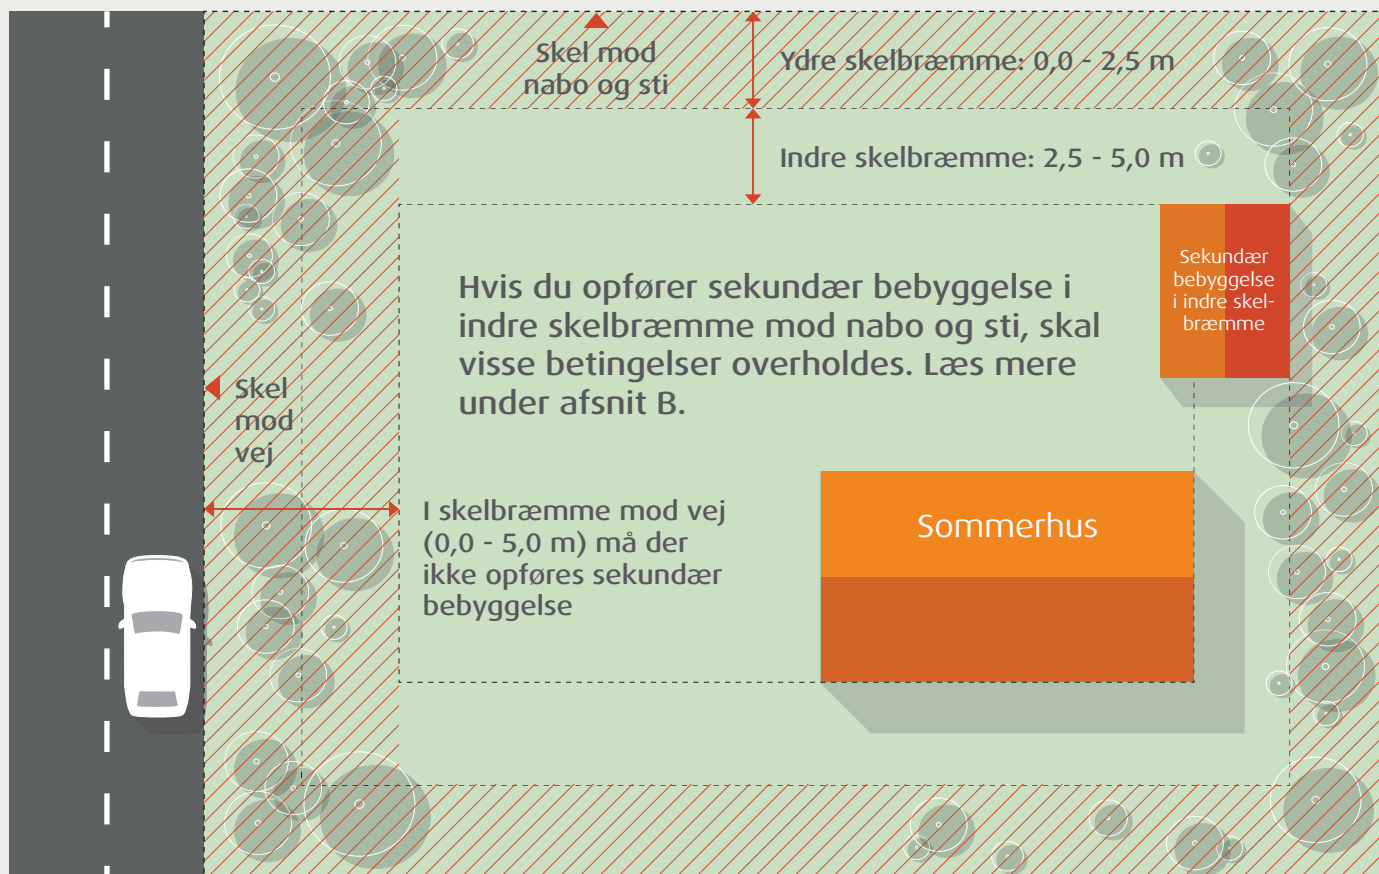 Skel mod
nabo og sti
Ydre skelbræmme: 0,0 - 2,5 m
Indre skelbræmme: 2,5 - 5,0 m
Sekundær
bebyggelse
i indre skel-
bræmme
Hvis du opfører sekundær bebyggelse i
indre skelbræmme mod nabo og sti, skal
visse betingelser overholdes. Læs mere
under afsnit B.
Skel
mod
vej
I skelbræmme mod vej
(0,0 - 5,0 m) må der
ikke opføres sekundær
bebyggelse
Sommerhus